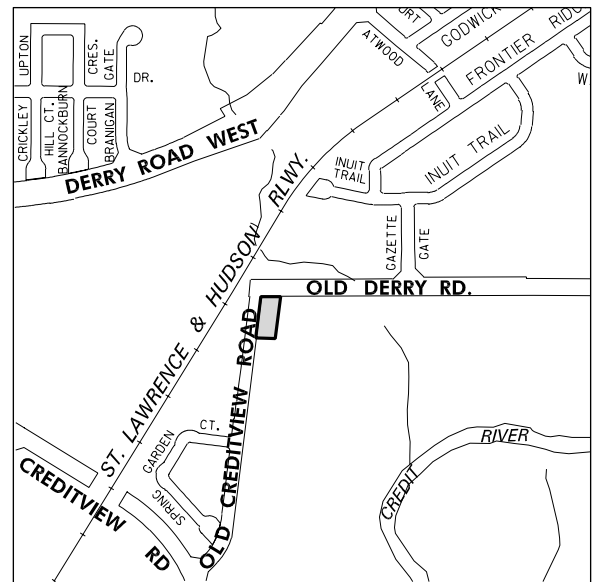 UPTON
CRES.
GATE
DR.
CRICKLEY
HILL CT.
BANNOCKBURN
COURT
BRANIGAN
DERRY ROAD WEST
ATWOOD
LANE
GODWICK
FRONTIER RIDG
W
INUIT
TRAIL
INUIT TRAIL
GAZETTE
GATE
OLD DERRY RD.
ST. LAWRENCE & HUDSON RLWY.
OLD CREDITVIEW ROAD
GARDEN
CT.
SPRING
CREDITVIEW RD
CREDIT
RIVER